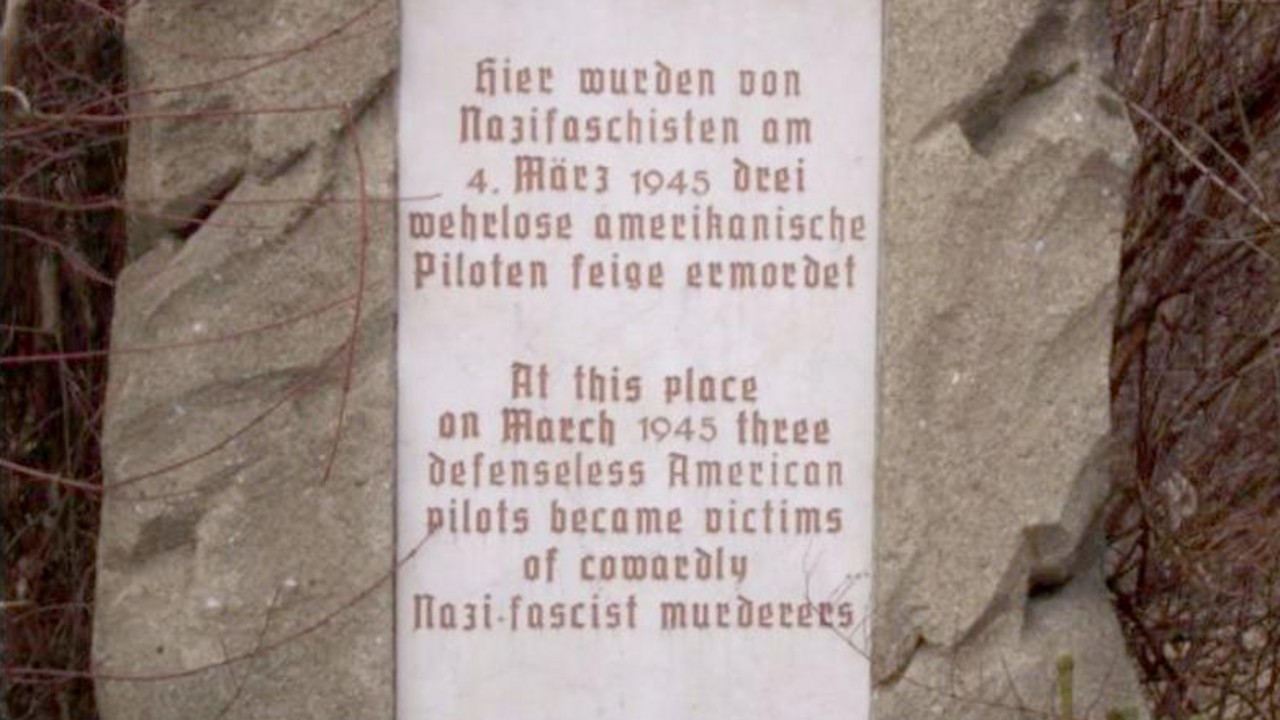 Hier wurden von
Nazifaschisten am
4. März 1945 drei
wehrlose amerikanische
Piloten feige ermordet
At this place
on March 1945 three
defenseless American
pilots became victims
of cowardly
Nazi-fascist murderers